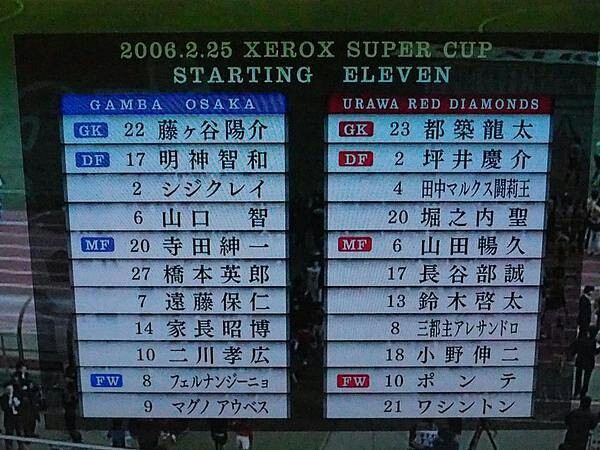 2006.2.25 XEROX SUPER CUP
STARTING ELEVEN
GAMBA OSAKA
GK 22 藤ヶ谷陽介
DF 17 明神智和
2 シジクレイ
6 山口 智
MF 20 寺田紳一
27 橋本英郎
7 遠藤保仁
14 家長昭博
10 二川孝広
FW 8 フェルナンジーニョ
9 マグノアウベス
URAWA RED DIAMONDS
GK 23 都築龍太
DF 2 坪井慶介
4 田中マルクス闘莉王
20 堀之内聖
MF 6 山田暢久
17 長谷部誠
13 鈴木啓太
8 三都主アレサンドロ
18 小野伸二
FW 10 ポンテ
21 ワシントン